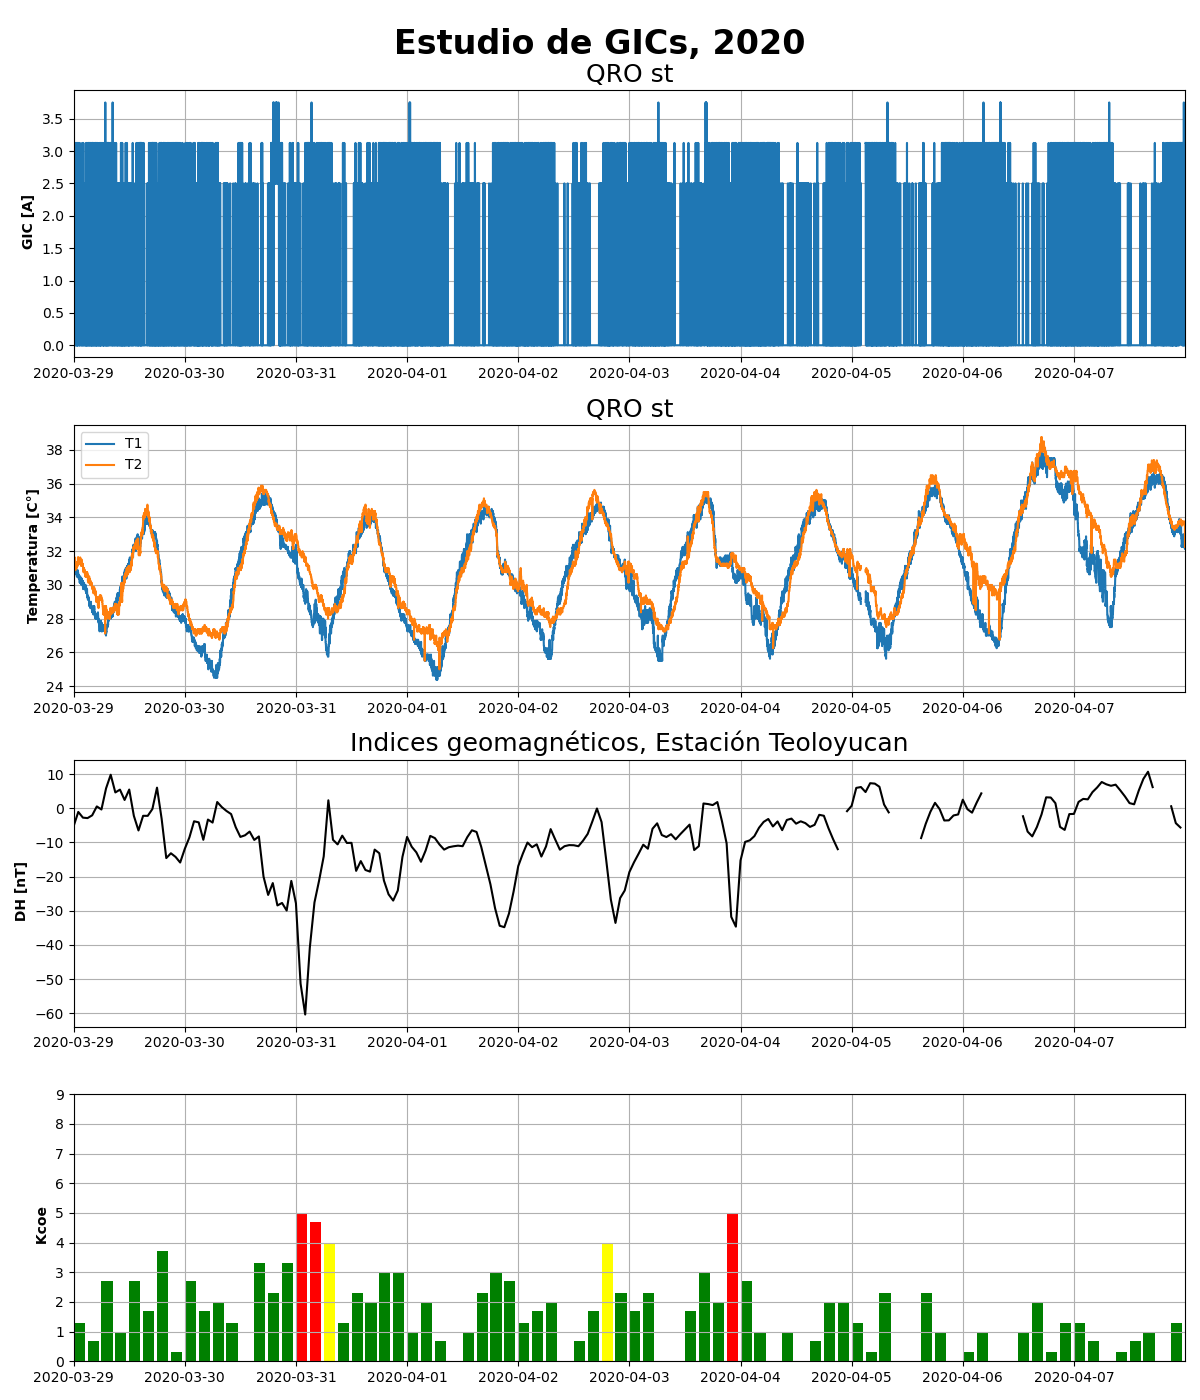 Estudio de GICs, 2020
QRO st
GIC [A]
3.5
3.0
2.5
2.0
1.5
1.0
0.5
0.0
2020-03-29 2020-03-30 2020-03-31 2020-04-01 2020-04-02 2020-04-03 2020-04-04 2020-04-05 2020-04-06 2020-04-07
QRO st
Temperatura [C°]
T1
T2
38
36
34
32
30
28
26
24
2020-03-29 2020-03-30 2020-03-31 2020-04-01 2020-04-02 2020-04-03 2020-04-04 2020-04-05 2020-04-06 2020-04-07
Indices geomagnéticos, Estación Teoloyucan
DH [nT]
10
0
−10
−20
−30
−40
−50
−60
2020-03-29 2020-03-30 2020-03-31 2020-04-01 2020-04-02 2020-04-03 2020-04-04 2020-04-05 2020-04-06 2020-04-07
Kcoe
9
8
7
6
5
4
3
2
1
0
2020-03-29 2020-03-30 2020-03-31 2020-04-01 2020-04-02 2020-04-03 2020-04-04 2020-04-05 2020-04-06 2020-04-07